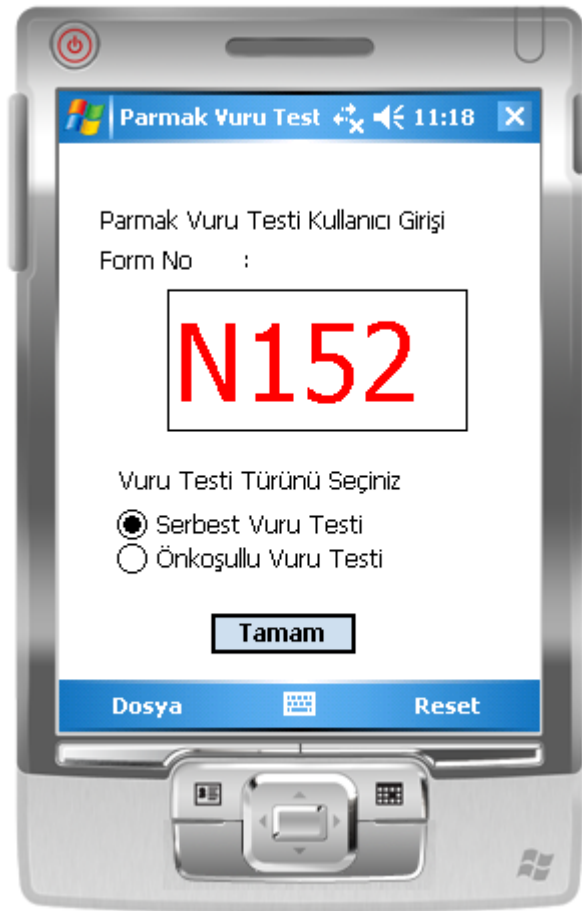 Parmak Vuru Test 11:18
Parmak Vuru Testi Kullanıcı Girişi
Form No :
N152
Vuru Testi Türünü Seçiniz
Serbest Vuru Testi
Önkoşullu Vuru Testi
Tamam
Dosya Reset